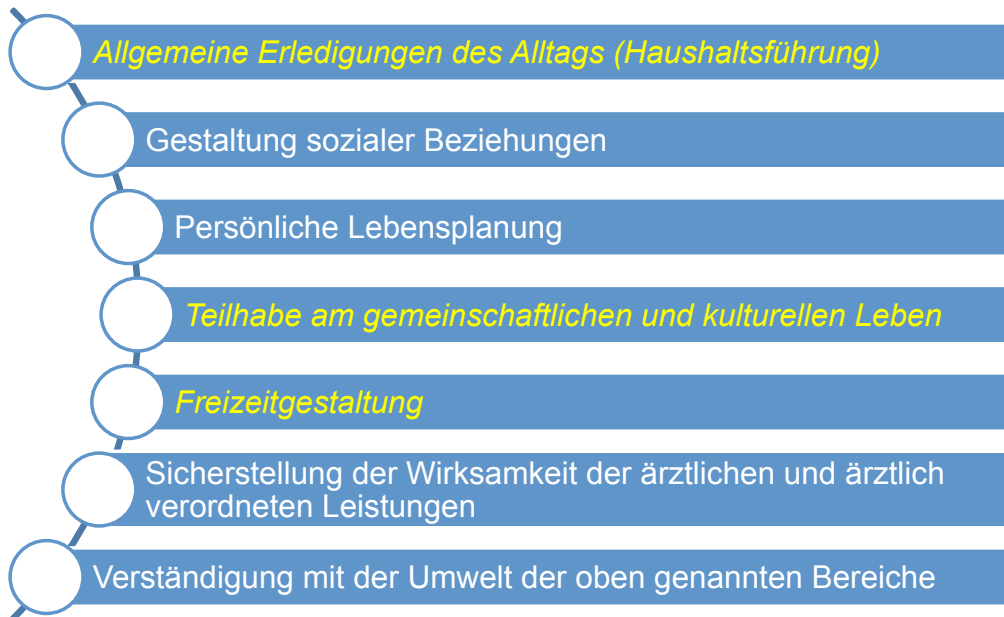 Allgemeine Erledigungen des Alltags (Haushaltsführung)
Gestaltung sozialer Beziehungen
Persönliche Lebensplanung
Teilhabe am gemeinschaftlichen und kulturellen Leben
Freizeitgestaltung
Sicherstellung der Wirksamkeit der ärztlichen und ärztlich
verordneten Leistungen
Verständigung mit der Umwelt der oben genannten Bereiche